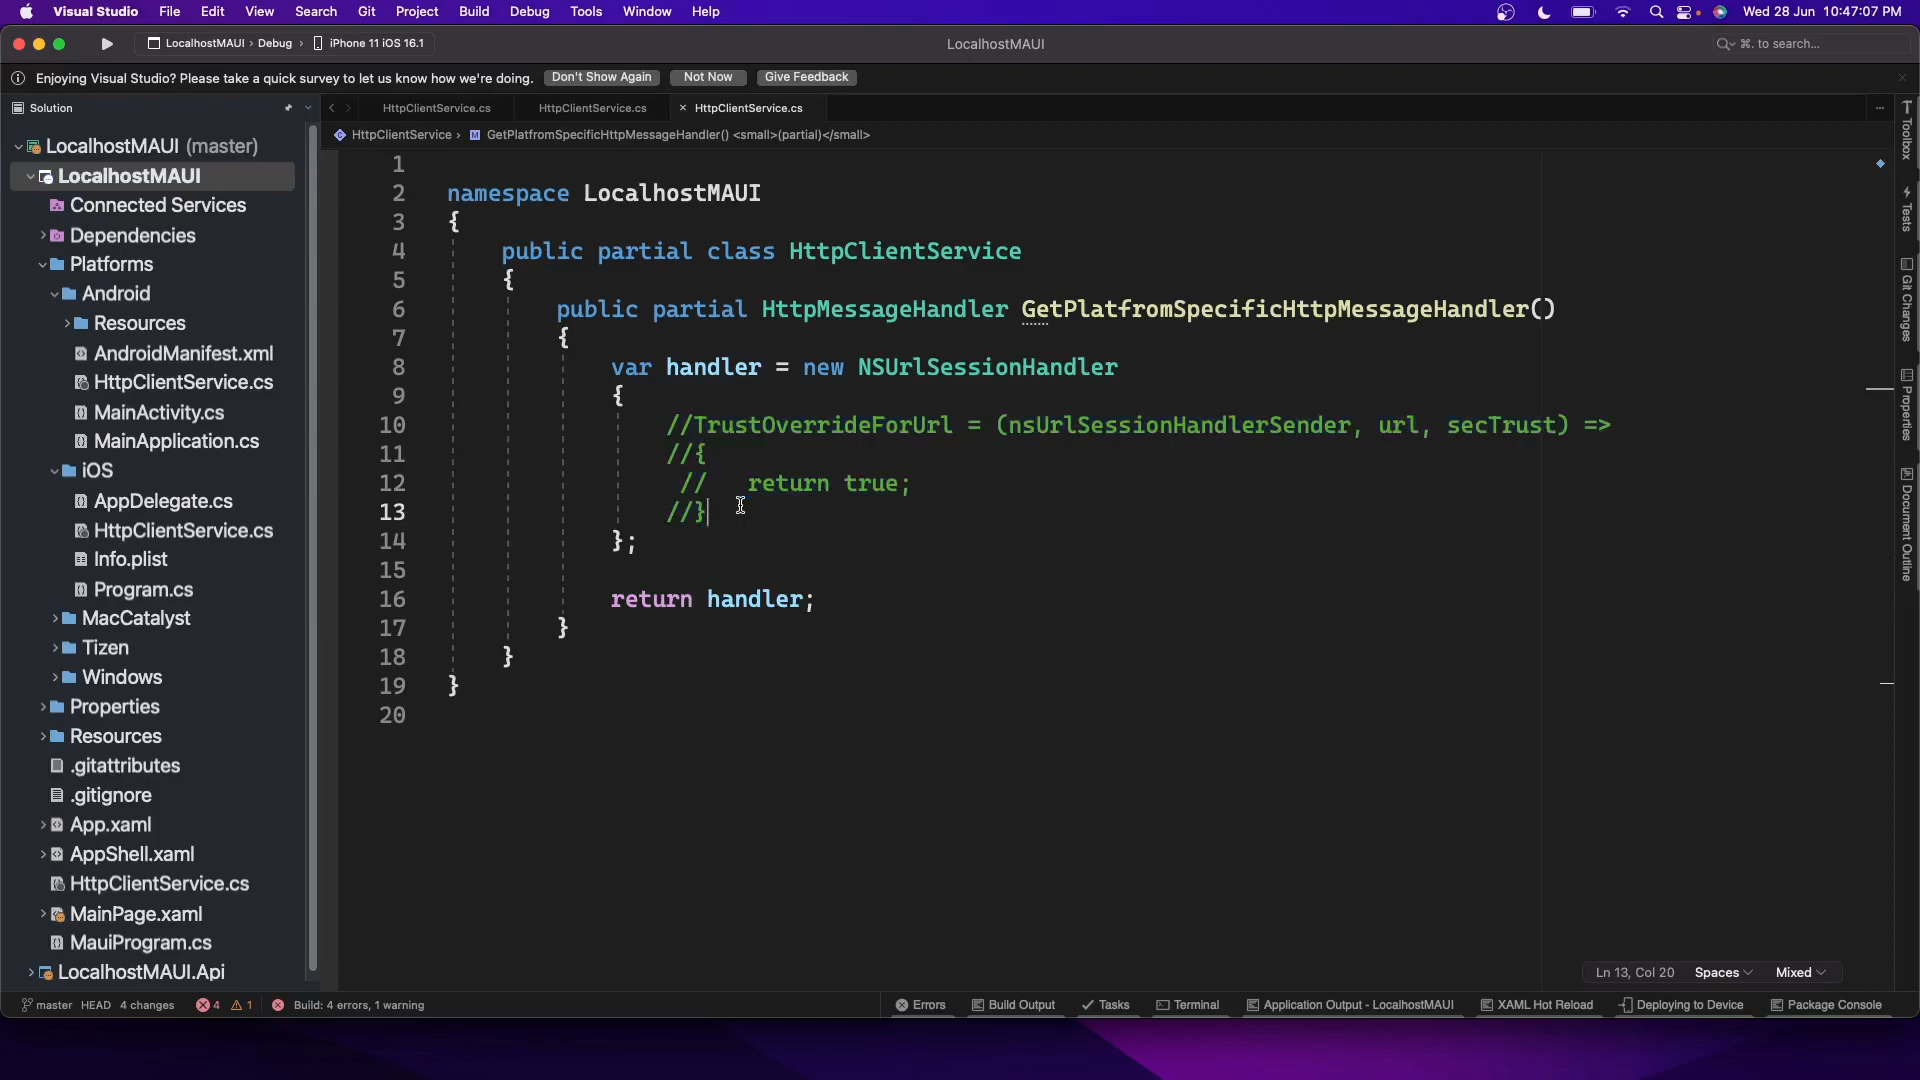 Visual Studio File Edit View Search Git Project Build Debug Tools Window Help Wed 28 Jun 10:47:07 PM
LocalhostMAUI › Debug › iPhone 11 iOS 16.1 LocalhostMAUI ⌘. to search...
Enjoying Visual Studio? Please take a quick survey to let us know how we're doing. Don't Show Again Not Now Give Feedback
Solution
HttpClientService.cs HttpClientService.cs × HttpClientService.cs
HttpClientService › M GetPlatfromSpecificHttpMessageHandler() <small>(partial)</small>
LocalhostMAUI (master)
LocalhostMAUI
Connected Services
Dependencies
Platforms
Android
Resources
AndroidManifest.xml
HttpClientService.cs
MainActivity.cs
MainApplication.cs
iOS
AppDelegate.cs
HttpClientService.cs
Info.plist
Program.cs
MacCatalyst
Tizen
Windows
Properties
Resources
.gitattributes
.gitignore
App.xaml
AppShell.xaml
HttpClientService.cs
MainPage.xaml
MauiProgram.cs
LocalhostMAUI.Api
1
2 namespace LocalhostMAUI
3 {
4 public partial class HttpClientService
5 {
6 public partial HttpMessageHandler GetPlatfromSpecificHttpMessageHandler()
7 {
8 var handler = new NSUrlSessionHandler
9 {
10 //TrustOverrideForUrl = (nsUrlSessionHandlerSender, url, secTrust) =>
11 //{
12 // return true;
13 //}
14 };
15
16 return handler;
17 }
18 }
19 }
20
Toolbox
Tests
Git Changes
Properties
Document Outline
Ln 13, Col 20 Spaces Mixed
master HEAD 4 changes 4 1 Build: 4 errors, 1 warning Errors Build Output Tasks Terminal Application Output - LocalhostMAUI XAML Hot Reload Deploying to Device Package Console